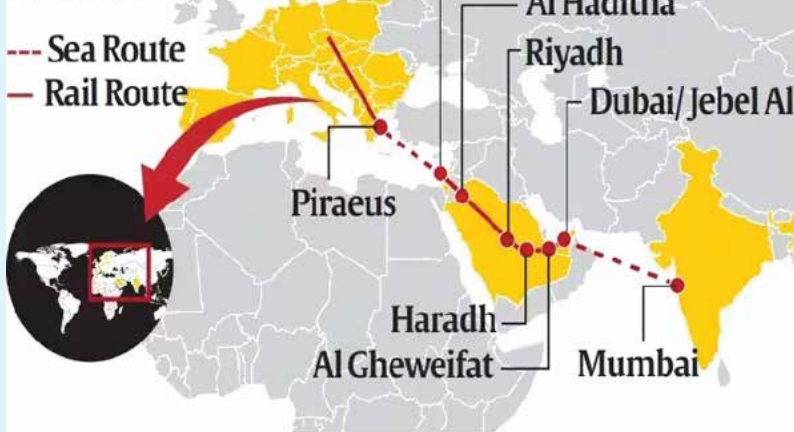 Al Haditha
Sea Route
Riyadh
Rail Route
Dubai/Jebel Al
Piraeus
Haradh
Al Gheweifat
Mumbai